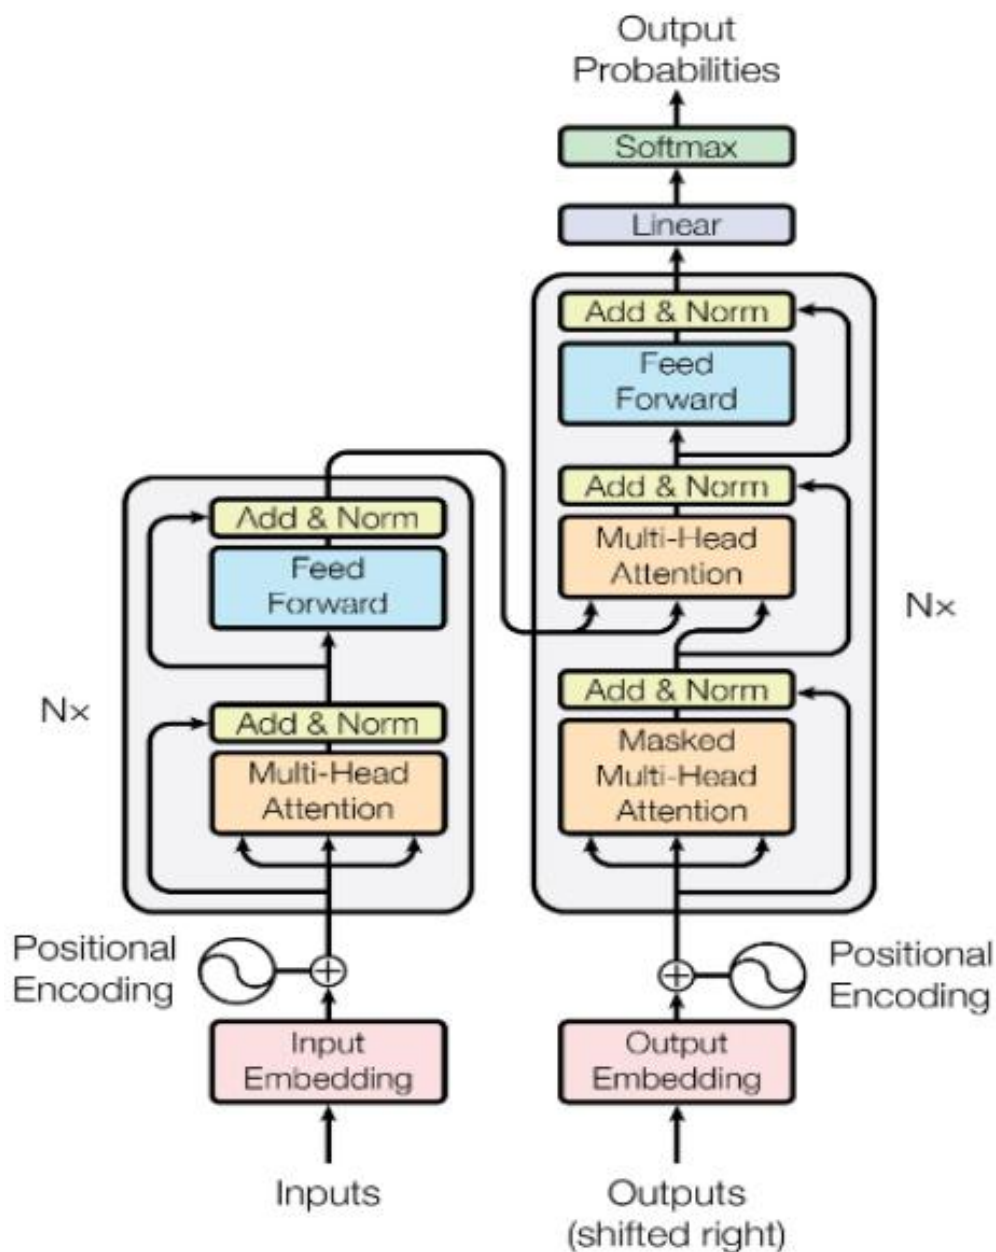 Output
Probabilities
Softmax
Linear
Add & Norm
Feed
Forward
Add & Norm
Multi-Head
Attention
Nx
Add & Norm
Masked
Multi-Head
Attention
Add & Norm
Feed
Forward
Nx
Add & Norm
Multi-Head
Attention
Positional
Encoding
Positional
Encoding
Input
Embedding
Output
Embedding
Inputs
Outputs
(shifted right)